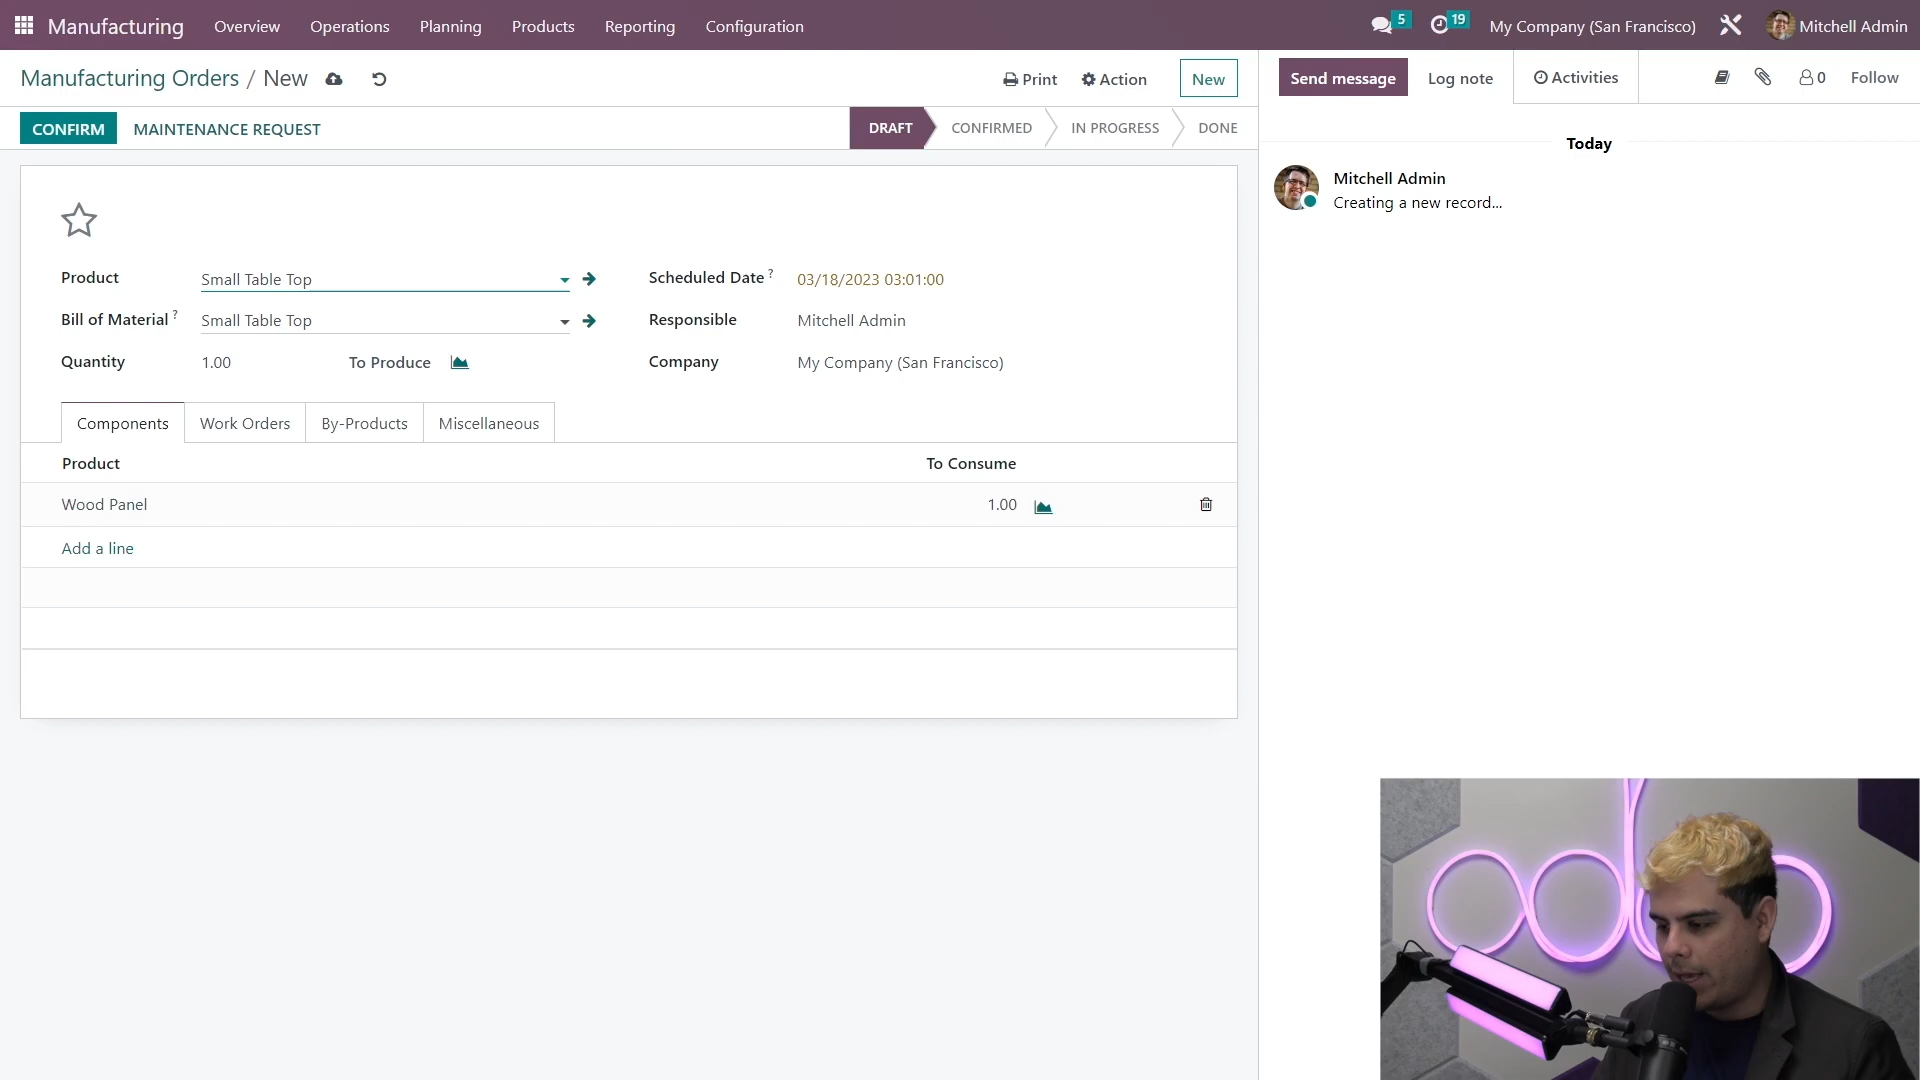 Manufacturing Overview Operations Planning Products Reporting Configuration 5 19 My Company (San Francisco) Mitchell Admin
Manufacturing Orders / New Print Action New
Send message Log note Activities 0 Follow
CONFIRM MAINTENANCE REQUEST DRAFT CONFIRMED IN PROGRESS DONE
Today
Mitchell Admin
Creating a new record...
Product Small Table Top Scheduled Date ? 03/18/2023 03:01:00
Bill of Material ? Small Table Top Responsible Mitchell Admin
Quantity 1.00 To Produce Company My Company (San Francisco)
Components Work Orders By-Products Miscellaneous
Product To Consume
Wood Panel 1.00
Add a line
odoo